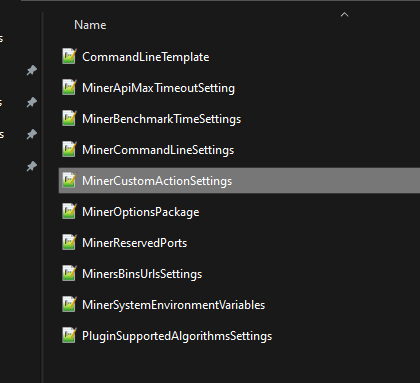 Name
CommandLineTemplate
MinerApiMaxTimeoutSetting
MinerBenchmarkTimeSettings
MinerCommandLineSettings
MinerCustomActionSettings
MinerOptionsPackage
MinerReservedPorts
MinersBinsUrlsSettings
MinerSystemEnvironmentVariables
PluginSupportedAlgorithmsSettings